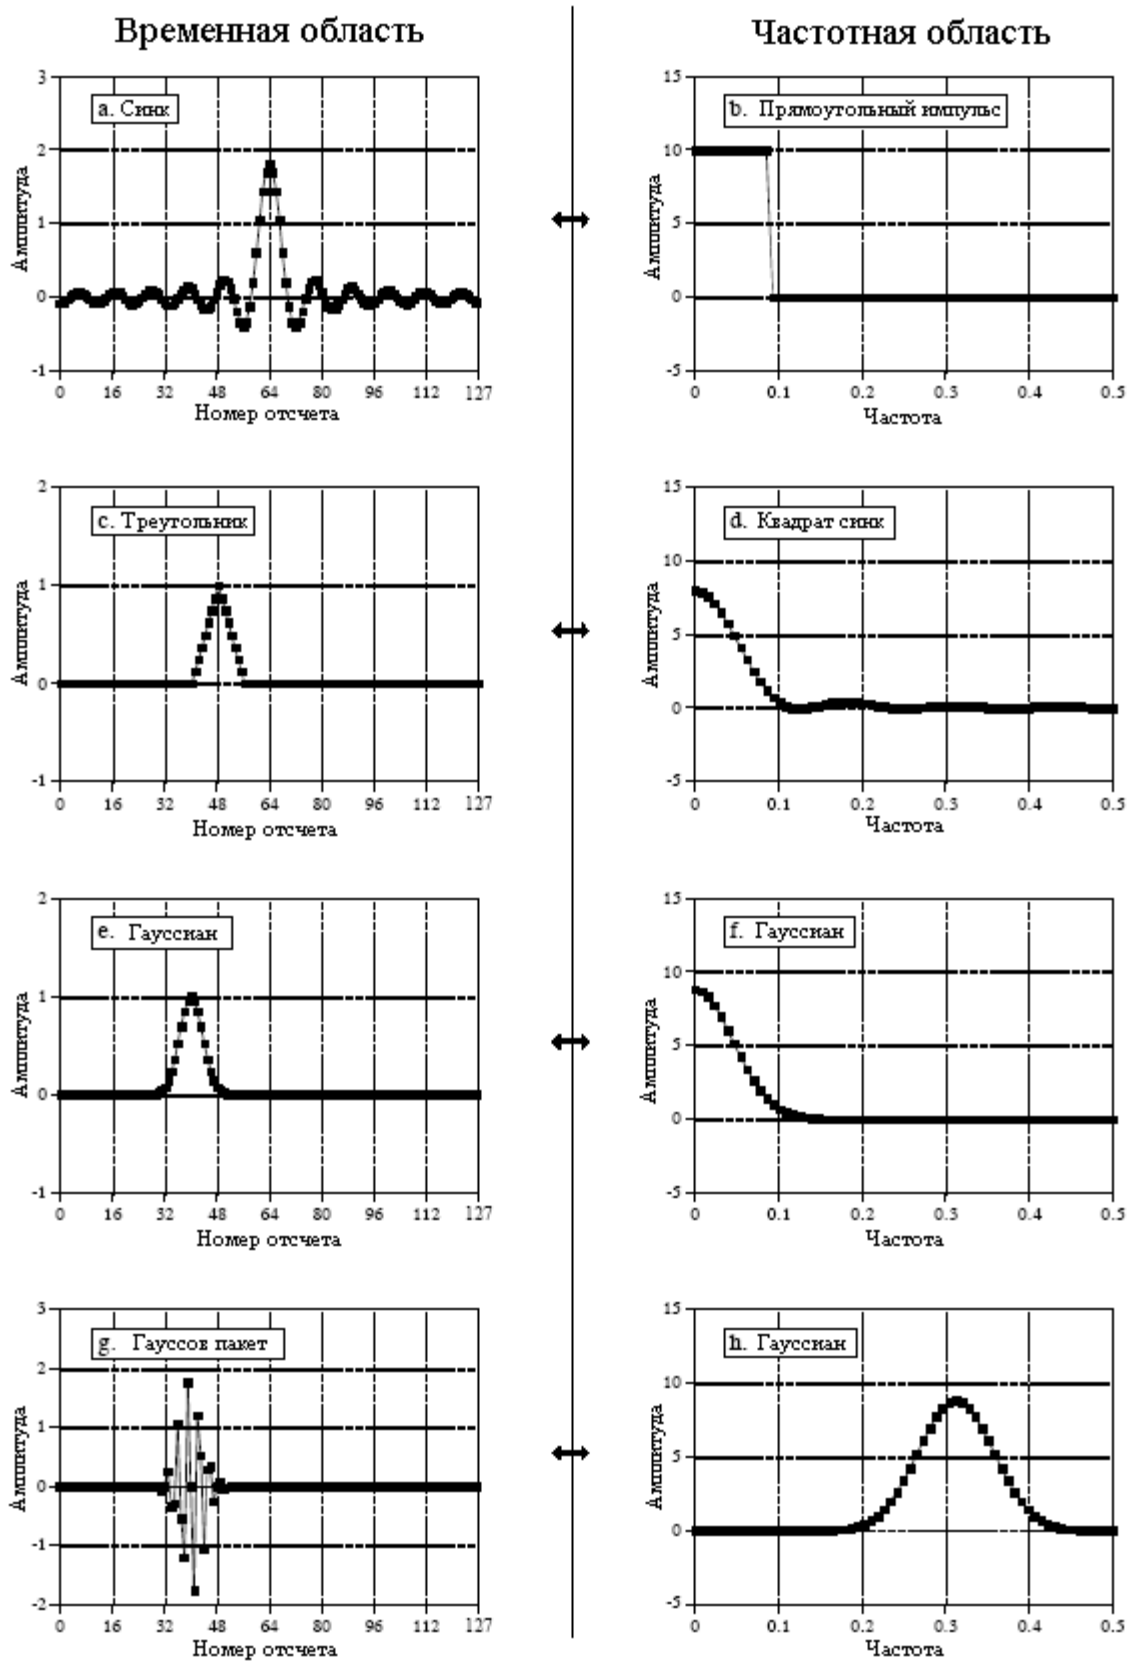 Временная область
Частотная область
a. Синк
Амплитуда
3
2
1
0
-1
0 16 32 48 64 80 96 112 127
Номер отсчета
b. Прямоугольный импульс
Амплитуда
15
10
5
0
-5
0 0.1 0.2 0.3 0.4 0.5
Частота
c. Треугольник
Амплитуда
2
1
0
-1
0 16 32 48 64 80 96 112 127
Номер отсчета
d. Квадрат синк
Амплитуда
15
10
5
0
-5
0 0.1 0.2 0.3 0.4 0.5
Частота
e. Гауссиан
Амплитуда
2
1
0
-1
0 16 32 48 64 80 96 112 127
Номер отсчета
f. Гауссиан
Амплитуда
15
10
5
0
-5
0 0.1 0.2 0.3 0.4 0.5
Частота
g. Гауссов пакет
Амплитуда
3
2
1
0
-1
-2
0 16 32 48 64 80 96 112 127
Номер отсчета
h. Гауссиан
Амплитуда
15
10
5
0
-5
0 0.1 0.2 0.3 0.4 0.5
Частота